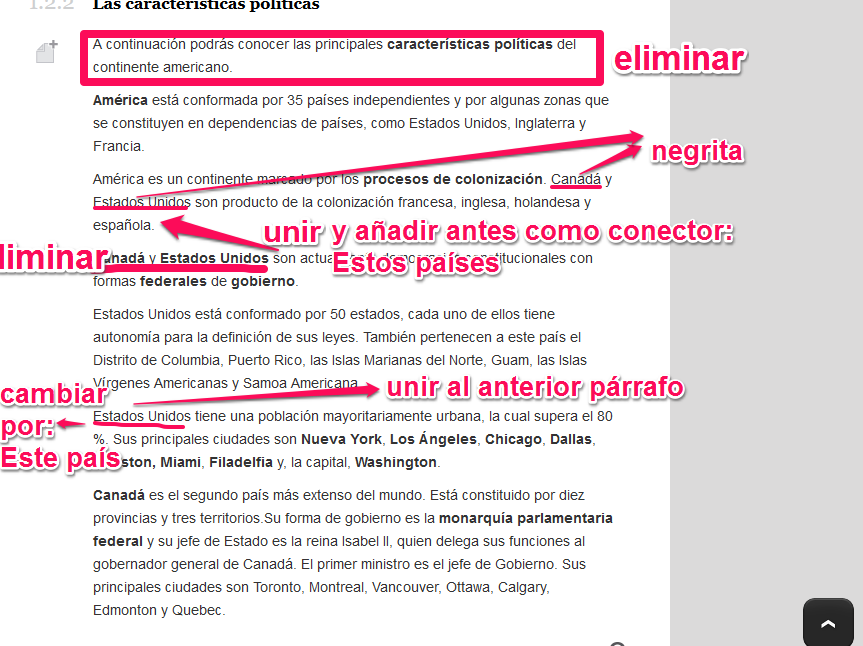 1.2.2 Las características políticas
A continuación podrás conocer las principales características políticas del
continente americano.
eliminar
América está conformada por 35 países independientes y por algunas zonas que
se constituyen en dependencias de países, como Estados Unidos, Inglaterra y
Francia.
negrita
América es un continente marcado por los procesos de colonización. Canadá y
Estados Unidos son producto de la colonización francesa, inglesa, holandesa y
española.
unir y añadir antes como conector:
Estos países
liminar
anadá y Estados Unidos son constitucionales con
formas federales de gobierno.
Estados Unidos está conformado por 50 estados, cada uno de ellos tiene
autonomía para la definición de sus leyes. También pertenecen a este país el
Distrito de Columbia, Puerto Rico, las Islas Marianas del Norte, Guam, las Islas
Vírgenes Americanas y Samoa Americana.
unir al anterior párrafo
cambiar
por:
Este país
Estados Unidos tiene una población mayoritariamente urbana, la cual supera el 80
%. Sus principales ciudades son Nueva York, Los Ángeles, Chicago, Dallas,
Miami, Filadelfia y, la capital, Washington.
Canadá es el segundo país más extenso del mundo. Está constituido por diez
provincias y tres territorios.Su forma de gobierno es la monarquía parlamentaria
federal y su jefe de Estado es la reina Isabel II, quien delega sus funciones al
gobernador general de Canadá. El primer ministro es el jefe de Gobierno. Sus
principales ciudades son Toronto, Montreal, Vancouver, Ottawa, Calgary,
Edmonton y Quebec.